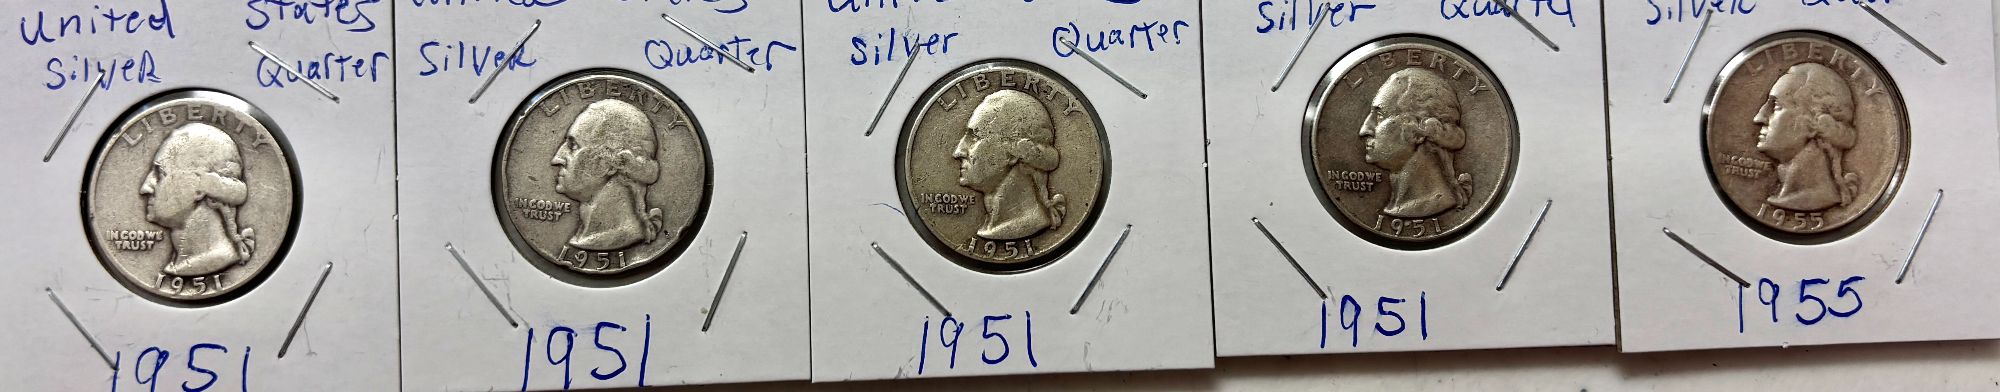 United States
Silver Quarter
LIBERTY
IN GOD WE
TRUST
1951
1951
Silver Quarter
LIBERTY
IN GOD WE
TRUST
1951
1951
Silver Quarter
LIBERTY
IN GOD WE
TRUST
1951
1951
Silver Quarter
LIBERTY
IN GOD WE
TRUST
1951
1951
Silver
LIBERTY
IN GOD WE
TRUST
1955
1955